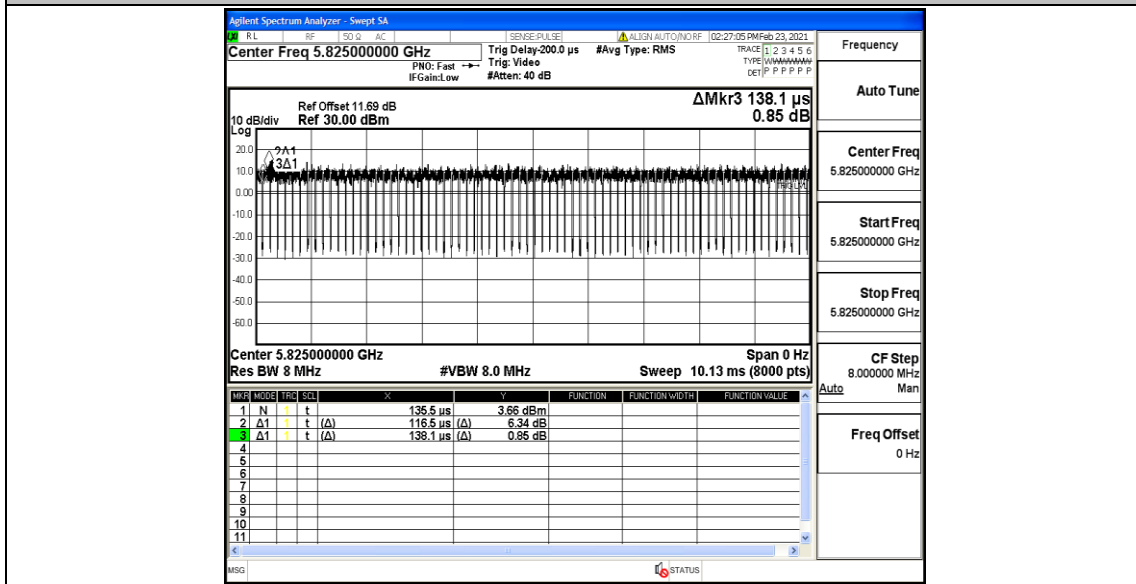 Agilent Spectrum Analyzer - Swept SA
RL RF 50 Ω AC SENSE:PULSE ALIGN AUTO/NO RF 02:27:05 PM Feb 23, 2021
Center Freq 5.825000000 GHz
PNO: Fast
IFGain:Low
Trig Delay-200.0 µs
Trig: Video
#Atten: 40 dB
#Avg Type: RMS
TRACE 1 2 3 4 5 6
TYPE
DET P P P P P P
ΔMkr3 138.1 µs
0.85 dB
Ref Offset 11.69 dB
10 dB/div Ref 30.00 dBm
Log
20.0
10.0
0.00
-10.0
-20.0
-30.0
-40.0
-50.0
-60.0
2Δ1
3Δ1
TRIG LVL
Center 5.825000000 GHz Span 0 Hz
Res BW 8 MHz #VBW 8.0 MHz Sweep 10.13 ms (8000 pts)
MKR MODE TRC SCL X Y FUNCTION FUNCTION WIDTH FUNCTION VALUE
1 N 1 t 135.5 µs 3.66 dBm
2 Δ1 1 t (Δ) 116.5 µs (Δ) 6.34 dB
3 Δ1 1 t (Δ) 138.1 µs (Δ) 0.85 dB
4
5
6
7
8
9
10
11
MSG STATUS
Frequency
Auto Tune
Center Freq
5.825000000 GHz
Start Freq
5.825000000 GHz
Stop Freq
5.825000000 GHz
CF Step
8.000000 MHz
Auto Man
Freq Offset
0 Hz